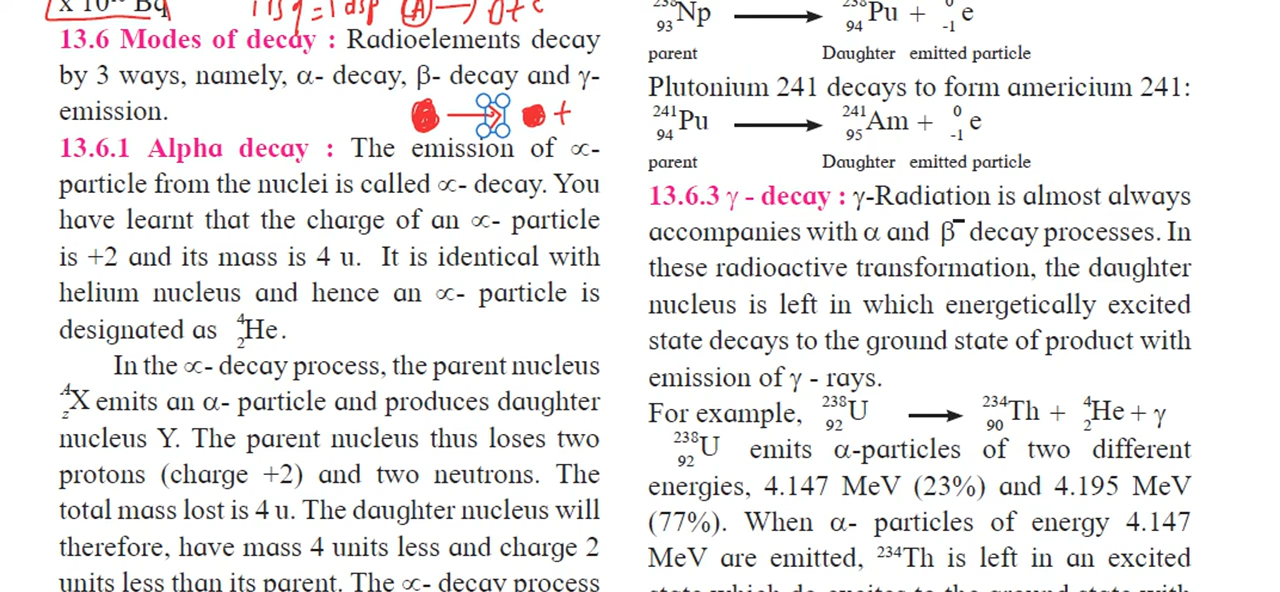 x 10 Bq
13.6 Modes of decay : Radioelements decay
by 3 ways, namely, α- decay, β- decay and γ-
emission.
13.6.1 Alpha decay : The emission of ∝-
particle from the nuclei is called ∝- decay. You
have learnt that the charge of an ∝- particle
is +2 and its mass is 4 u. It is identical with
helium nucleus and hence an ∝- particle is
designated as ⁴₂He.
In the ∝- decay process, the parent nucleus
ᴬzX emits an α- particle and produces daughter
nucleus Y. The parent nucleus thus loses two
protons (charge +2) and two neutrons. The
total mass lost is 4 u. The daughter nucleus will
therefore, have mass 4 units less and charge 2
units less than its parent. The ∝- decay process
²³⁸₉₃Np ⟶ ²³⁸₉₄Pu + ⁰₋₁e
parent Daughter emitted particle
Plutonium 241 decays to form americium 241:
²⁴¹₉₄Pu ⟶ ²⁴¹₉₅Am + ⁰₋₁e
parent Daughter emitted particle
13.6.3 γ - decay : γ-Radiation is almost always
accompanies with α and β⁻ decay processes. In
these radioactive transformation, the daughter
nucleus is left in which energetically excited
state decays to the ground state of product with
emission of γ - rays.
For example, ²³⁸₉₂U ⟶ ²³⁴₉₀Th + ⁴₂He + γ
²³⁸₉₂U emits α-particles of two different
energies, 4.147 MeV (23%) and 4.195 MeV
(77%). When α- particles of energy 4.147
MeV are emitted, ²³⁴Th is left in an excited